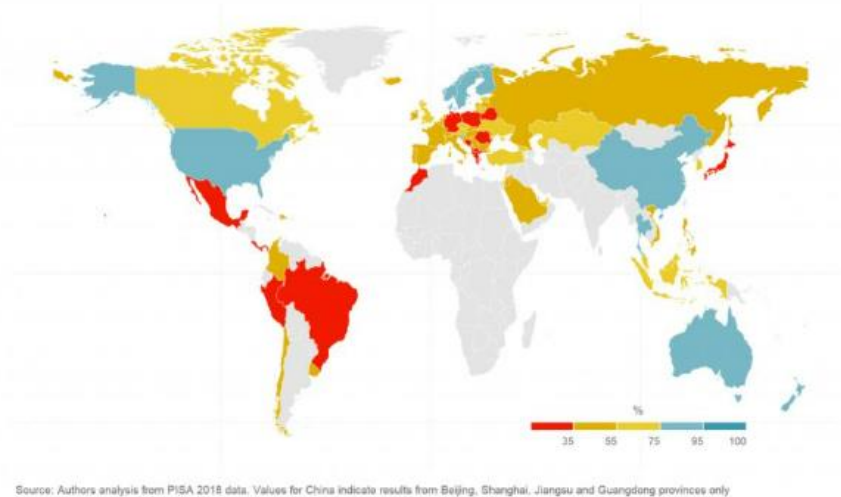 %
35 55 75 95 100
Source: Authors analysis from PISA 2018 data. Values for China indicate results from Beijing, Shanghai, Jiangsu and Guangdong provinces only